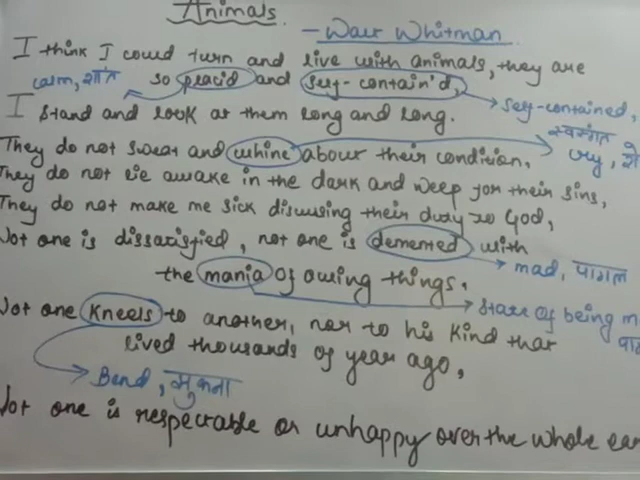 Animals.
- Walt Whitman
I think I could turn and live with animals, they are
calm, शांत so placid and self-contain'd,
self-contained,
I stand and look at them long and long.
स्वसंगत
They do not sweat and whine about their condition,
cry,
They do not lie awake in the dark and weep for their sins,
They do not make me sick discussing their duty to God,
Not one is dissatisfied, not one is demented with
mad, पागल
the mania of owing things.
State of being
Not one kneels to another, nor to his kind that
lived thousands of year ago,
Bend, झुकना
Not one is respectable or unhappy over the whole